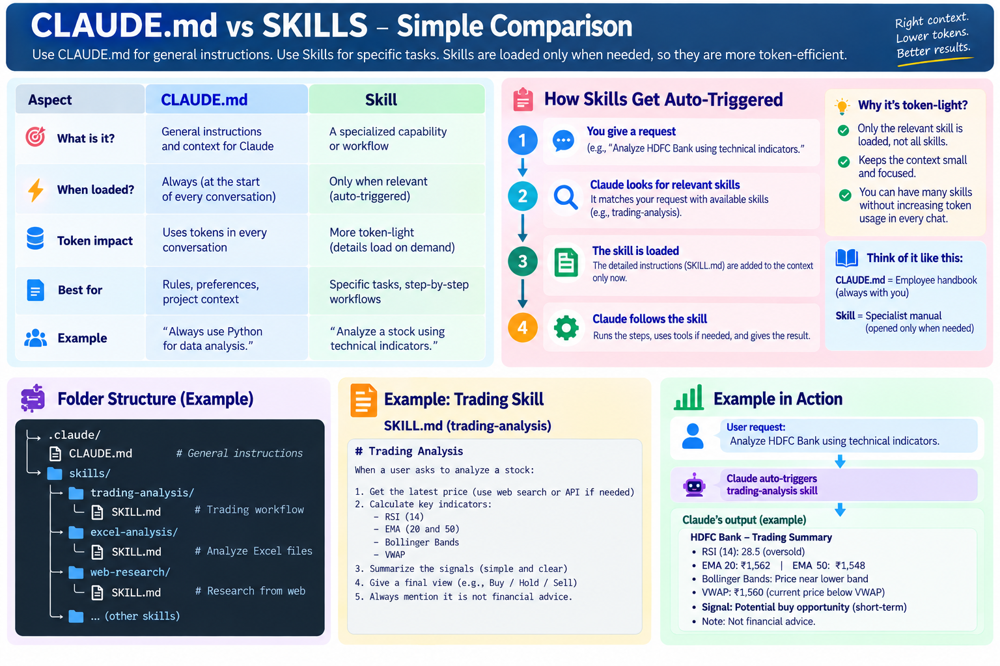 CLAUDE.md vs SKILLS – Simple Comparison
Use CLAUDE.md for general instructions. Use Skills for specific tasks. Skills are loaded only when needed, so they are more token-efficient.
Right context.
Lower tokens.
Better results.
Aspect
CLAUDE.md
Skill
What is it?
General instructions
and context for Claude
A specialized capability
or workflow
When loaded?
Always (at the start
of every conversation)
Only when relevant
(auto-triggered)
Token impact
Uses tokens in every
conversation
More token-light
(details load on demand)
Best for
Rules, preferences,
project context
Specific tasks, step-by-step
workflows
Example
“Always use Python
for data analysis.”
“Analyze a stock using
technical indicators.”
How Skills Get Auto-Triggered
1
You give a request
(e.g., “Analyze HDFC Bank using technical indicators.”
2
Claude looks for relevant skills
It matches your request with available skills
(e.g., trading-analysis).
3
The skill is loaded
The detailed instructions (SKILL.md) are added to the context
only now.
4
Claude follows the skill
Runs the steps, uses tools if needed, and gives the result.
Why it’s token-light?
Only the relevant skill is
loaded, not all skills.
Keeps the context small
and focused.
You can have many skills
without increasing token
usage in every chat.
Think of it like this:
CLAUDE.md = Employee handbook
(always with you)
Skill = Specialist manual
(opened only when needed)
Folder Structure (Example)
.claude/
CLAUDE.md # General instructions
skills/
trading-analysis/
SKILL.md # Trading workflow
excel-analysis/
SKILL.md # Analyze Excel files
web-research/
SKILL.md # Research from web
... (other skills)
Example: Trading Skill
SKILL.md (trading-analysis)
# Trading Analysis
When a user asks to analyze a stock:
1. Get the latest price (use web search or API if needed)
2. Calculate key indicators:
– RSI (14)
– EMA (20 and 50)
– Bollinger Bands
– VWAP
3. Summarize the signals (simple and clear)
4. Give a final view (e.g., Buy / Hold / Sell)
5. Always mention it is not financial advice.
Example in Action
User request:
Analyze HDFC Bank using technical indicators.
Claude auto-triggers
trading-analysis skill
Claude’s output (example)
HDFC Bank – Trading Summary
• RSI (14): 28.5 (oversold)
• EMA 20: ₹1,562 | EMA 50: ₹1,548
• Bollinger Bands: Price near lower band
• VWAP: ₹1,560 (current price below VWAP)
• Signal: Potential buy opportunity (short-term)
• Note: Not financial advice.